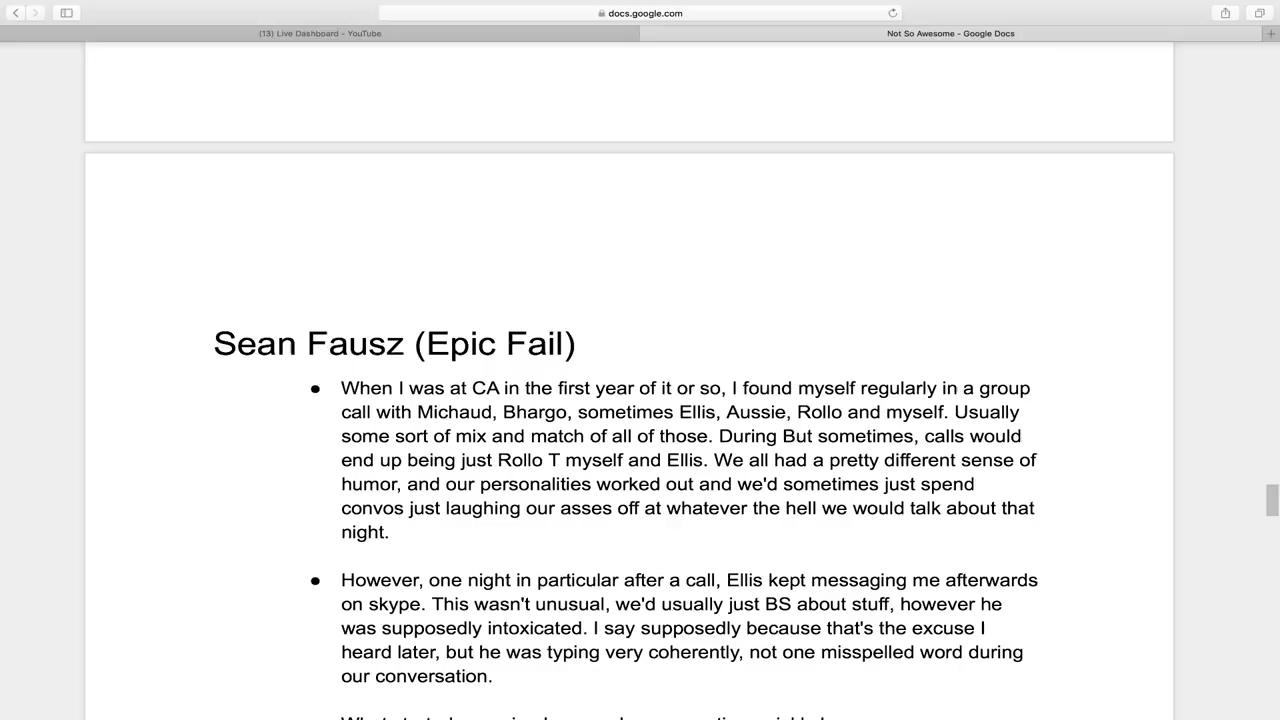 docs.google.com
(13) Live Dashboard - YouTube
Not So Awesome - Google Docs
Sean Fausz (Epic Fail)
● When I was at CA in the first year of it or so, I found myself regularly in a group
call with Michaud, Bhargo, sometimes Ellis, Aussie, Rollo and myself. Usually
some sort of mix and match of all of those. During But sometimes, calls would
end up being just Rollo T myself and Ellis. We all had a pretty different sense of
humor, and our personalities worked out and we'd sometimes just spend
convos just laughing our asses off at whatever the hell we would talk about that
night.
● However, one night in particular after a call, Ellis kept messaging me afterwards
on skype. This wasn't unusual, we'd usually just BS about stuff, however he
was supposedly intoxicated. I say supposedly because that's the excuse I
heard later, but he was typing very coherently, not one misspelled word during
our conversation.